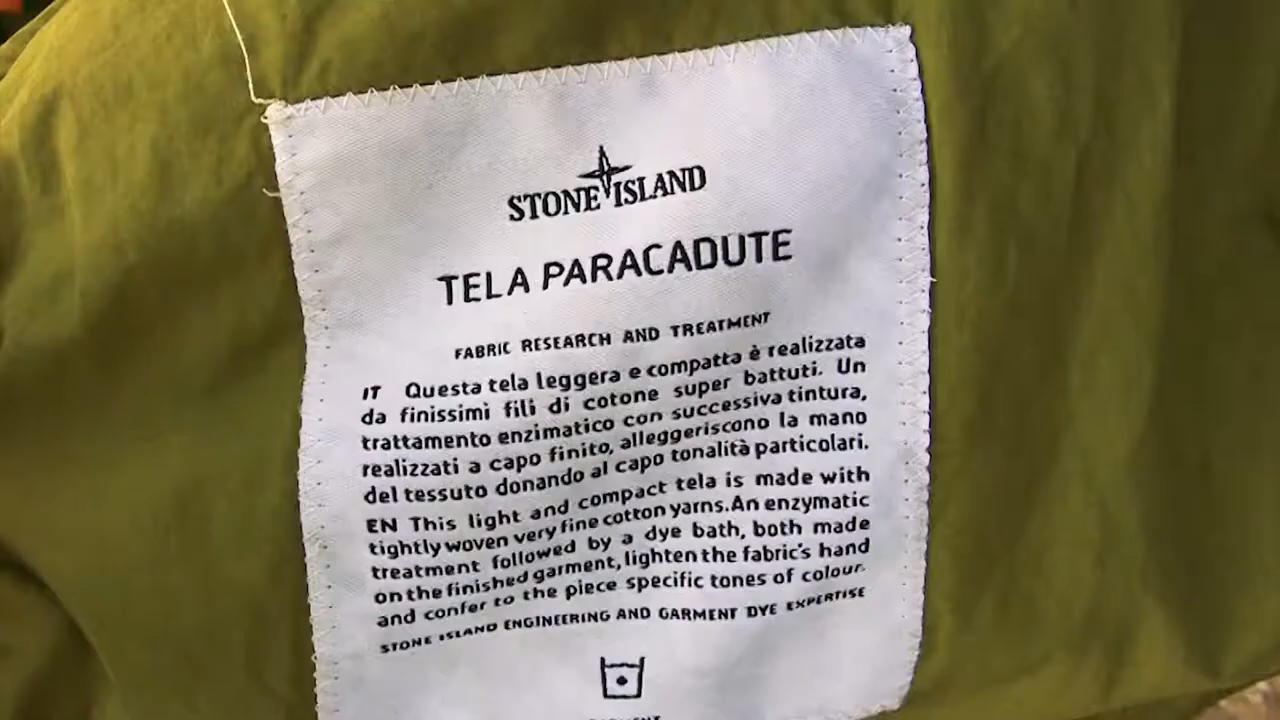 STONE ISLAND
TELA PARACADUTE
FABRIC RESEARCH AND TREATMENT
IT Questa tela leggera e compatta è realizzata
da finissimi fili di cotone super battuti. Un
trattamento enzimatico con successiva tintura,
realizzati a capo finito, alleggeriscono la mano
del tessuto donando al capo tonalità particolari.
EN This light and compact tela is made with
tightly woven very fine cotton yarns. An enzymatic
treatment followed by a dye bath, both made
on the finished garment, lighten the fabric's hand
and confer to the piece specific tones of colour.
STONE ISLAND ENGINEERING AND GARMENT DYE EXPERTISE